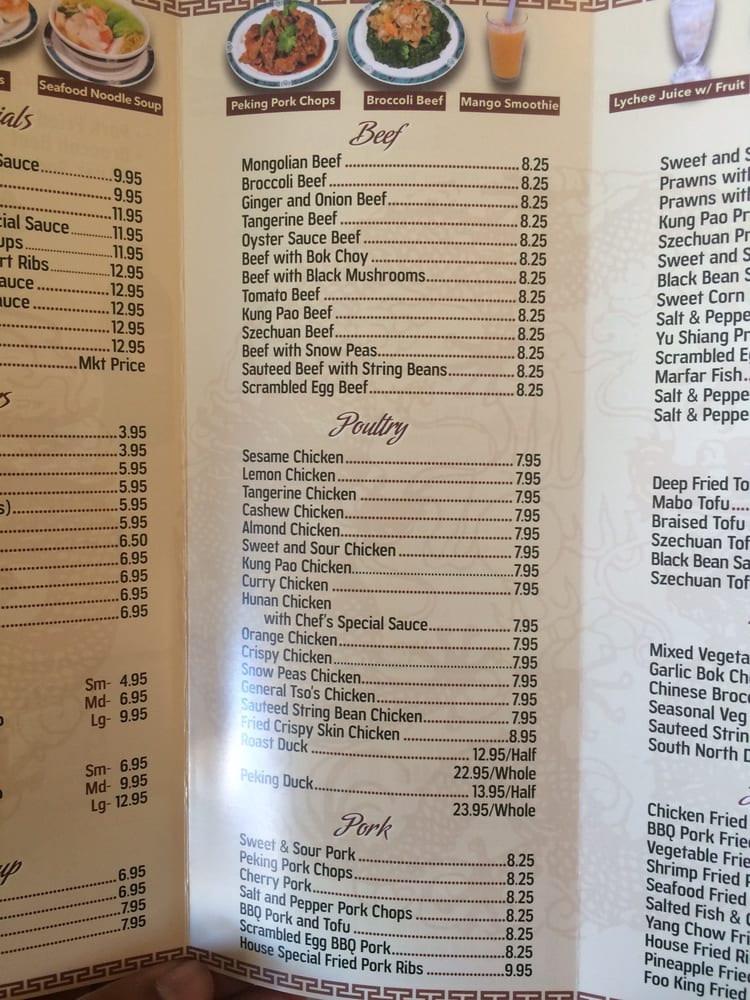 s
Seafood Noodle Soup
ials
Sauce 9.95
9.95
11.95
cial Sauce 11.95
ups 11.95
rt Ribs 12.95
auce 12.95
auce 12.95
12.95
12.95
Mkt Price
es
3.95
3.95
5.95
5.95
s) 5.95
5.95
6.50
6.95
6.95
6.95
6.95
Sm- 4.95
Md- 6.95
Lg- 9.95
Sm- 6.95
Md- 9.95
Lg- 12.95
up
6.95
6.95
7.95
7.95
Peking Pork Chops
Broccoli Beef
Mango Smoothie
Beef
Mongolian Beef 8.25
Broccoli Beef 8.25
Ginger and Onion Beef 8.25
Tangerine Beef 8.25
Oyster Sauce Beef 8.25
Beef with Bok Choy 8.25
Beef with Black Mushrooms 8.25
Tomato Beef 8.25
Kung Pao Beef 8.25
Szechuan Beef 8.25
Beef with Snow Peas 8.25
Sauteed Beef with String Beans 8.25
Scrambled Egg Beef 8.25
Poultry
Sesame Chicken 7.95
Lemon Chicken 7.95
Tangerine Chicken 7.95
Cashew Chicken 7.95
Almond Chicken 7.95
Sweet and Sour Chicken 7.95
Kung Pao Chicken 7.95
Curry Chicken 7.95
Hunan Chicken
with Chef's Special Sauce 7.95
Orange Chicken 7.95
Crispy Chicken 7.95
Snow Peas Chicken 7.95
General Tso's Chicken 7.95
Sauteed String Bean Chicken 7.95
Fried Crispy Skin Chicken 8.95
Roast Duck 12.95/Half
22.95/Whole
Peking Duck 13.95/Half
23.95/Whole
Pork
Sweet & Sour Pork 8.25
Peking Pork Chops 8.25
Cherry Pork 8.25
Salt and Pepper Pork Chops 8.25
BBQ Pork and Tofu 8.25
Scrambled Egg BBQ Pork 8.25
House Special Fried Pork Ribs 9.95
Lychee Juice w/ Fruit
Sweet and S
Prawns with
Prawns with
Kung Pao Pr
Szechuan Pr
Sweet and S
Black Bean S
Sweet Corn
Salt & Peppe
Yu Shiang Pr
Scrambled Eg
Marfar Fish
Salt & Peppe
Salt & Peppe
Deep Fried To
Mabo Tofu
Braised Tofu
Szechuan Tof
Black Bean Sa
Szechuan Tof
Mixed Vegeta
Garlic Bok Cho
Chinese Brocc
Seasonal Veg
Sauteed Strin
South North D
Chicken Fried
BBQ Pork Fried
Vegetable Frie
Shrimp Fried R
Seafood Fried
Salted Fish & C
Yang Chow Fri
House Fried Ri
Pineapple Fried
Foo King Fried